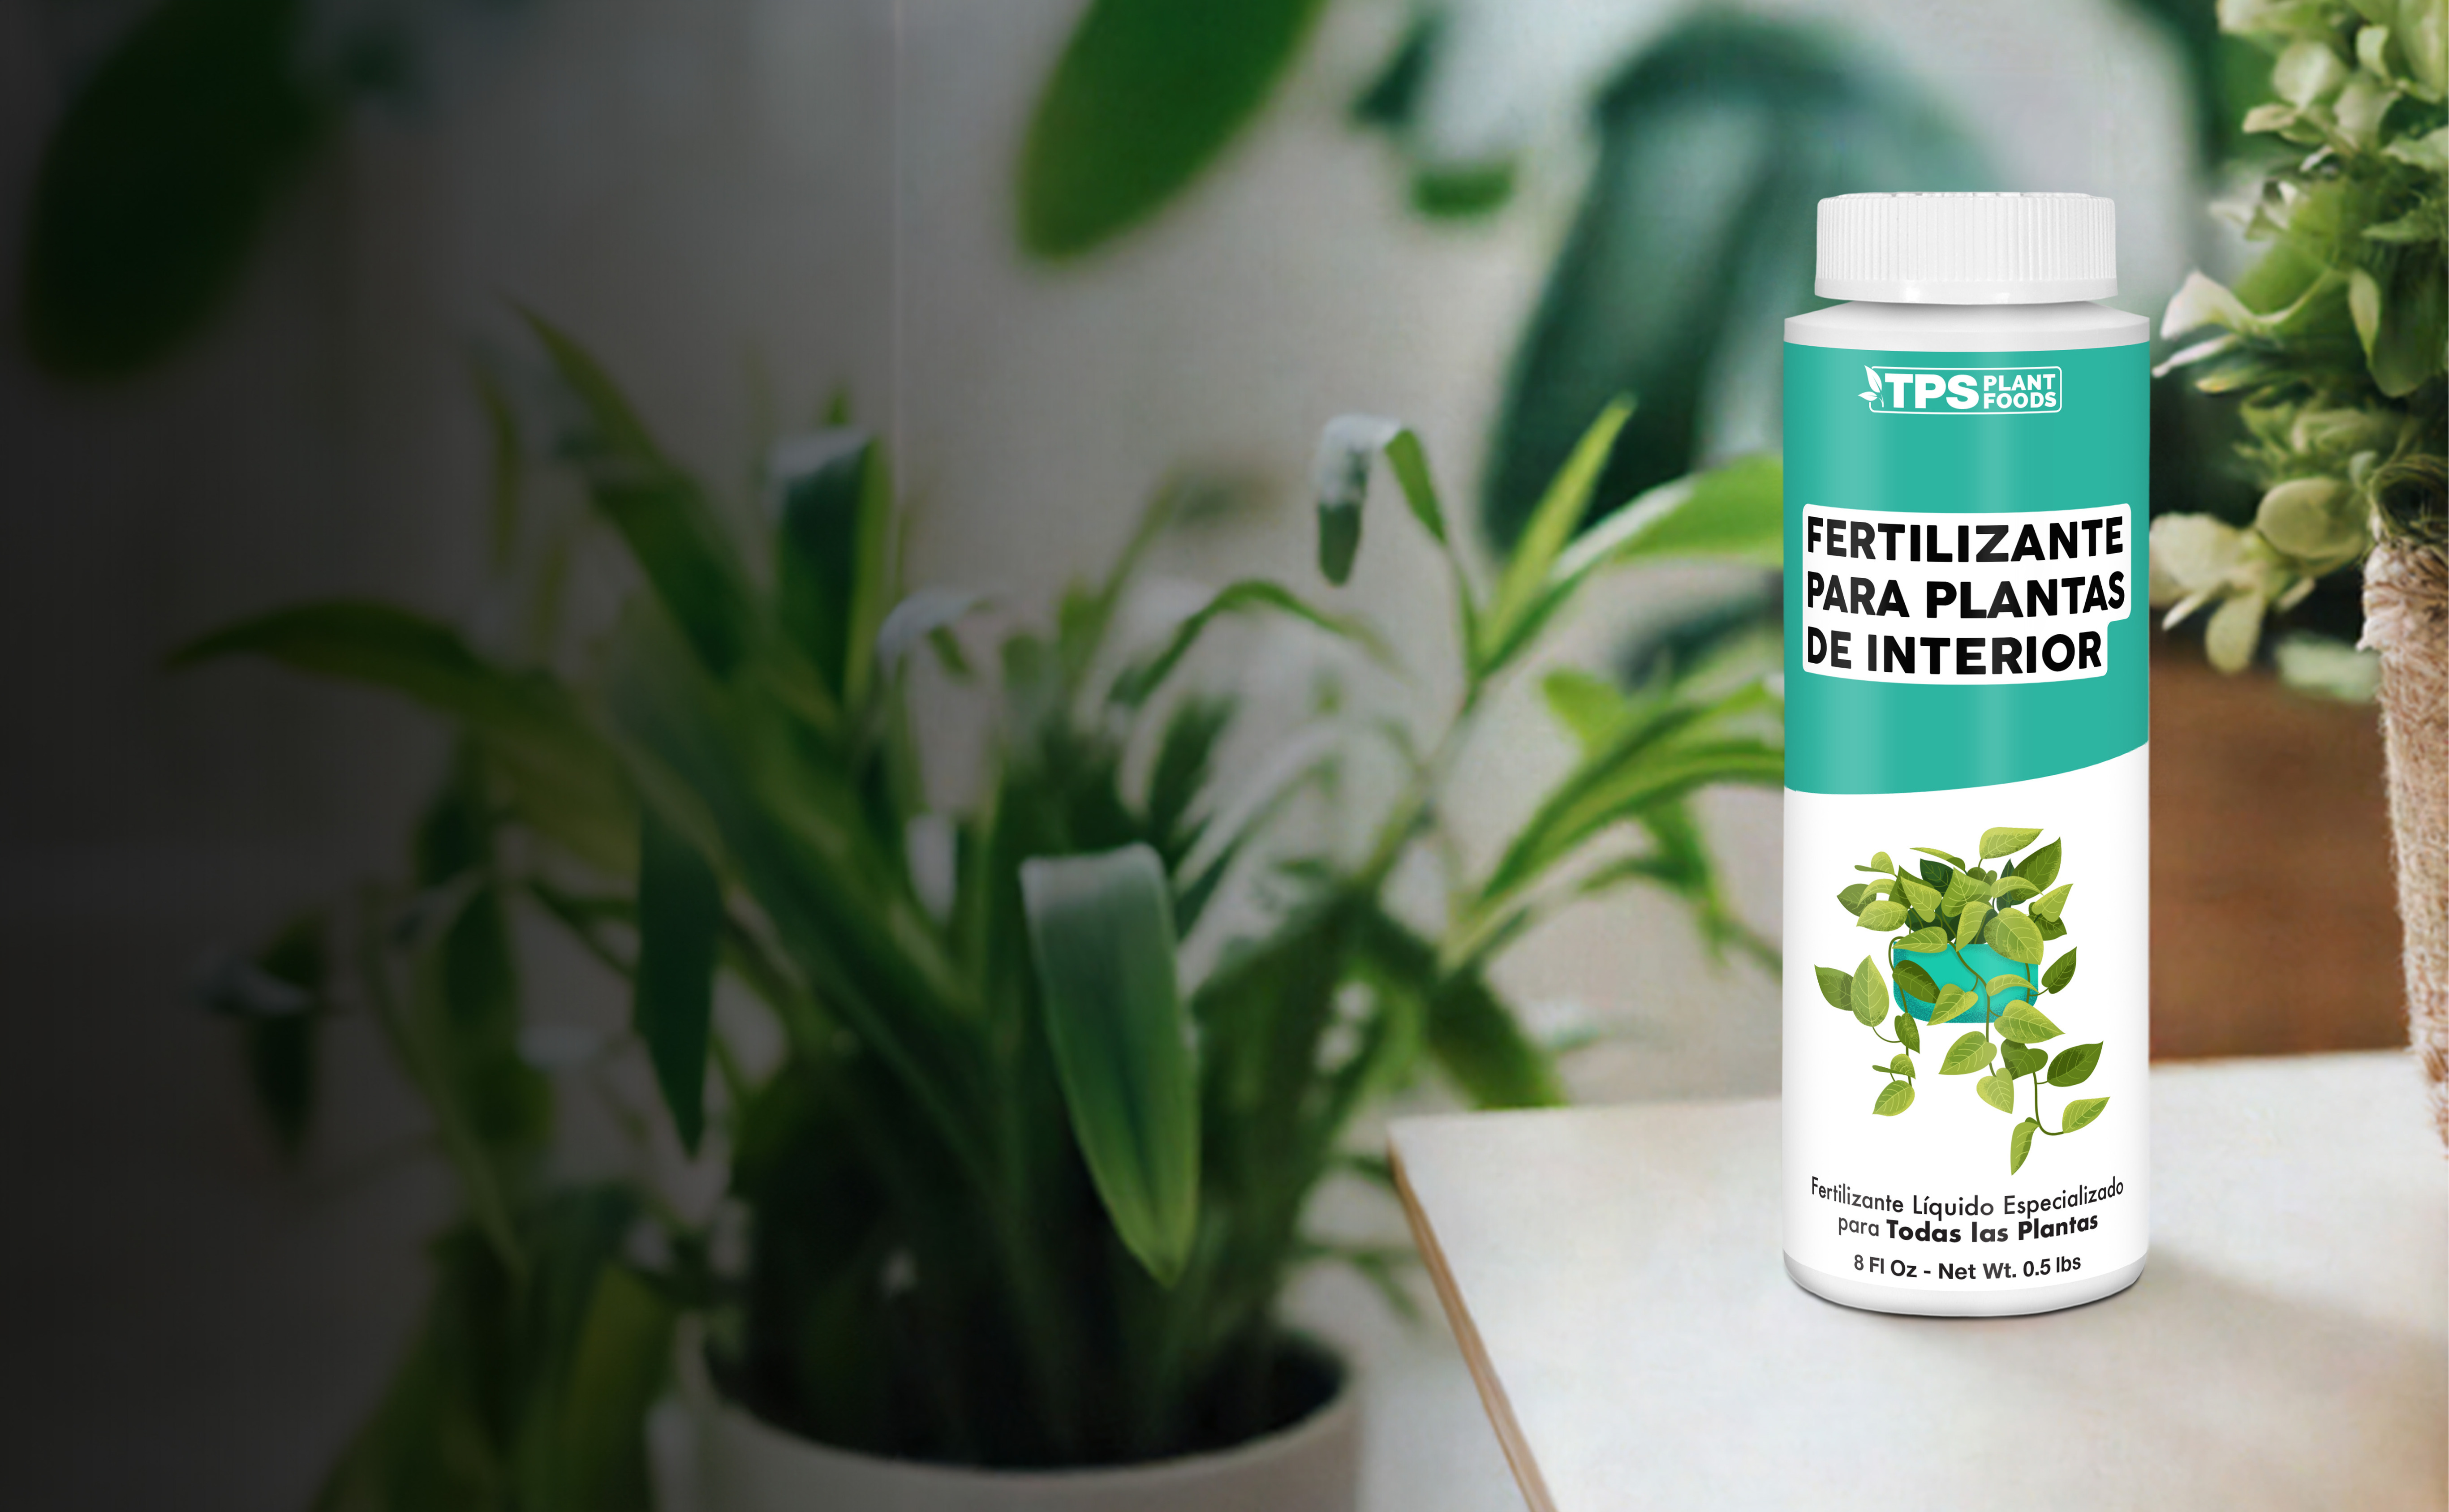 TPS PLANT FOODS
FERTILIZANTE
PARA PLANTAS
DE INTERIOR
Fertilizante Líquido Especializado
para Todas las Plantas
8 Fl Oz - Net Wt. 0.5 lbs